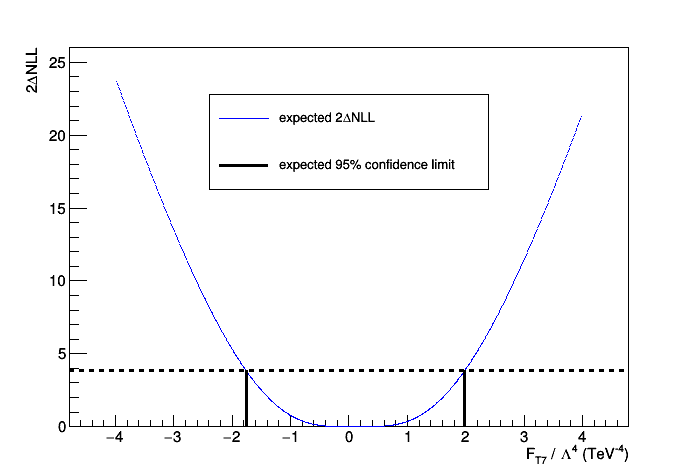 2ΔNLL
25
20
15
10
5
0
expected 2ΔNLL
expected 95% confidence limit
−4 −3 −2 −1 0 1 2 3 4
F_T7 / Λ^4 (TeV^-4)